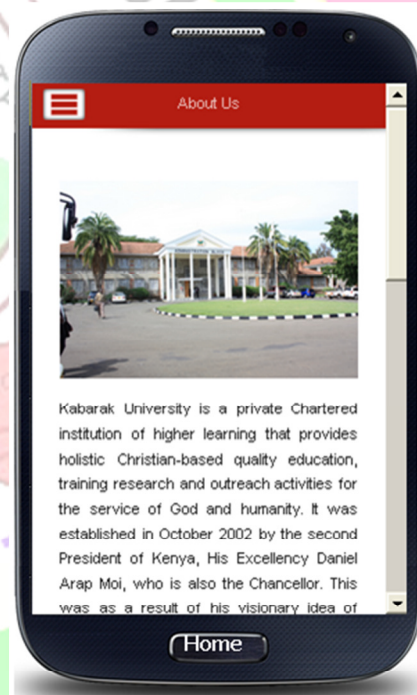 About Us
Kabarak University is a private Chartered
institution of higher learning that provides
holistic Christian-based quality education,
training research and outreach activities for
the service of God and humanity. It was
established in October 2002 by the second
President of Kenya, His Excellency Daniel
Arap Moi, who is also the Chancellor. This
was as a result of his visionary idea of
Home